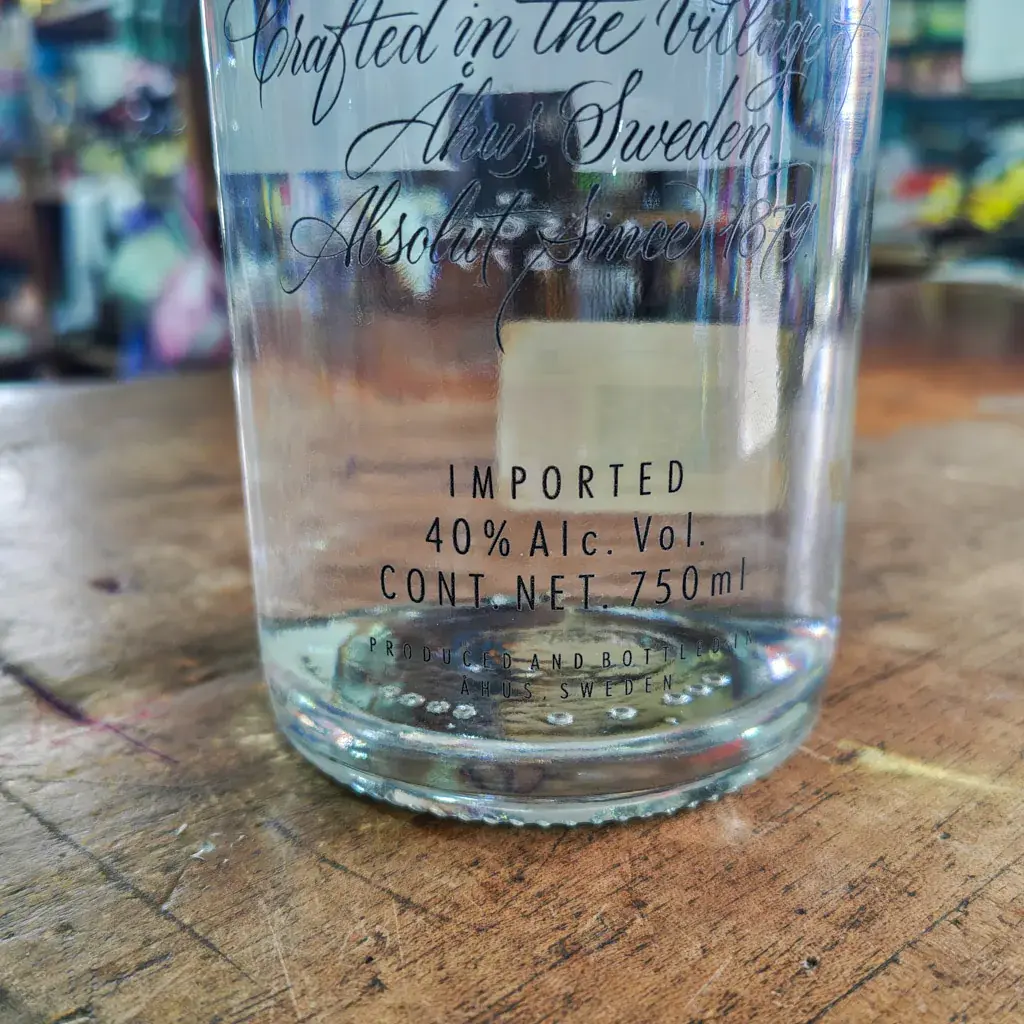 Crafted in the village of
Åhus, Sweden.
Absolut Since 1879.
IMPORTED
40% Alc. Vol.
CONT. NET. 750ml
PRODUCED AND BOTTLED IN
ÅHUS, SWEDEN